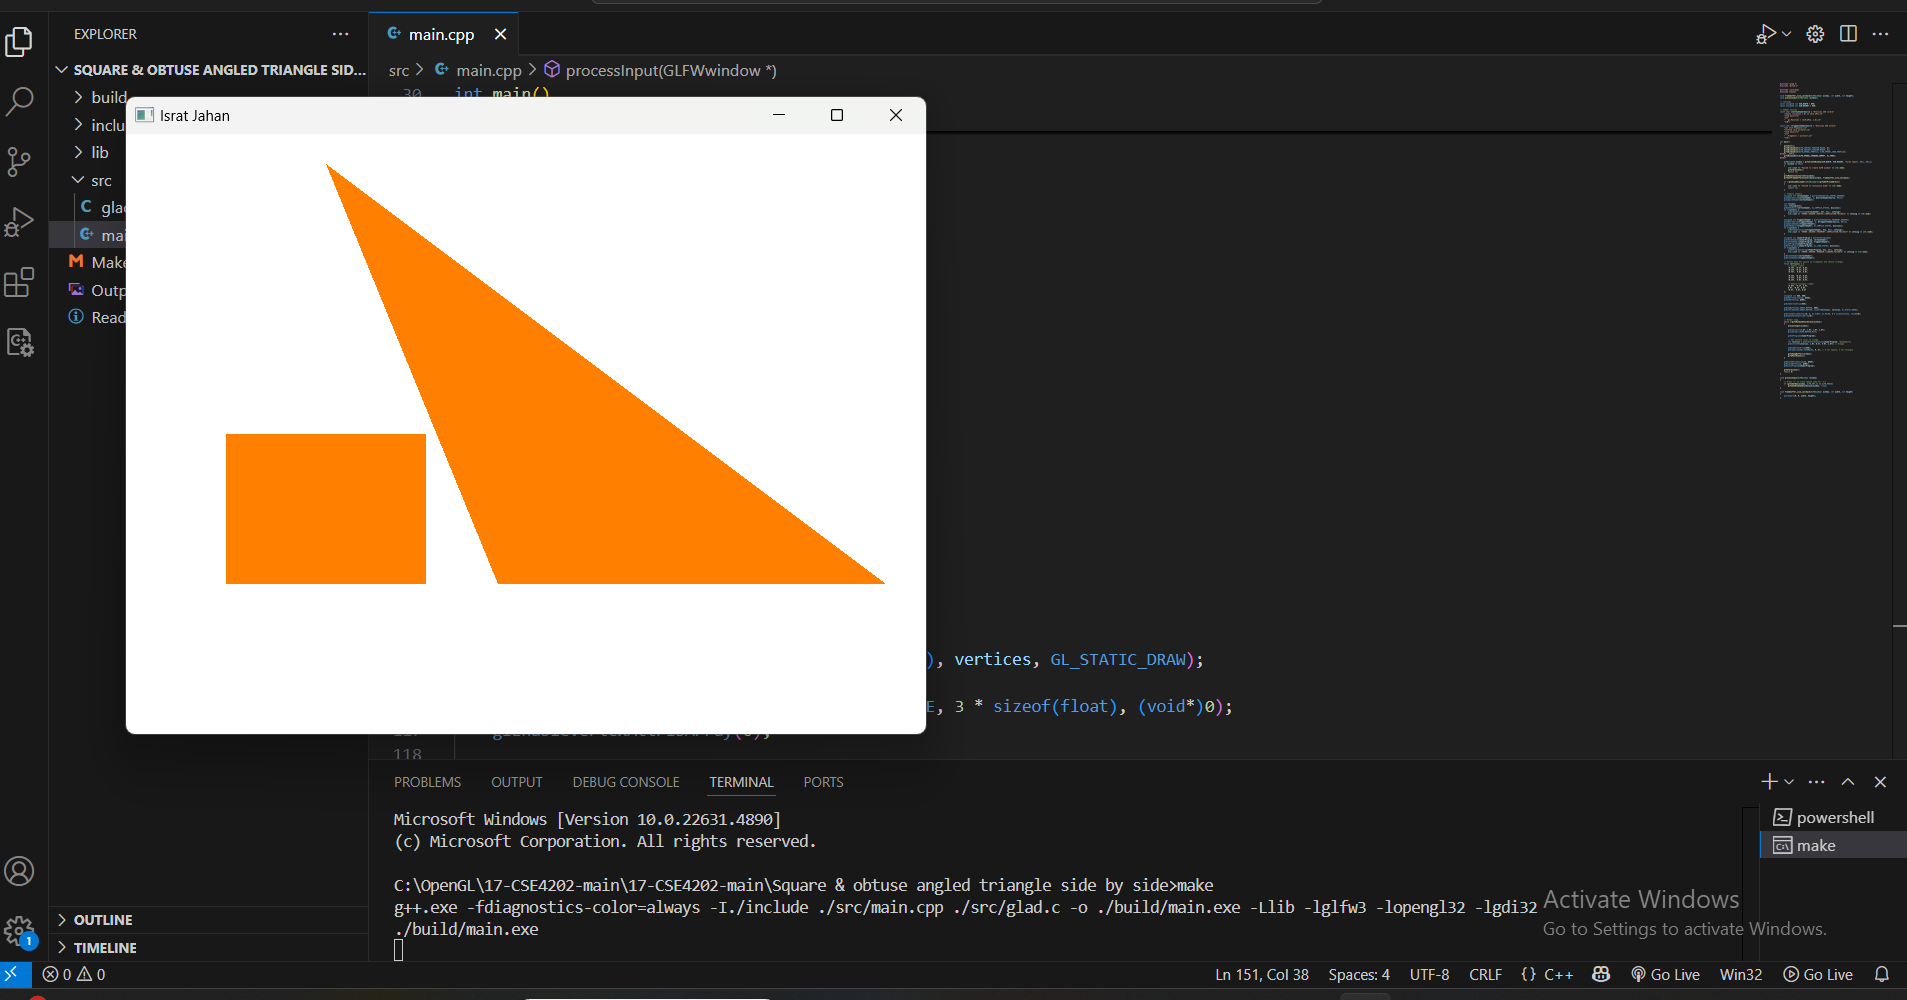 EXPLORER
SQUARE & OBTUSE ANGLED TRIANGLE SID...
build
inclu
lib
src
glad
mai
Make
Outp
Read
OUTLINE
TIMELINE
main.cpp
src > main.cpp > processInput(GLFWwindow *)
30 int main()
Israt Jahan
), vertices, GL_STATIC_DRAW);
E, 3 * sizeof(float), (void*)0);
118
PROBLEMS OUTPUT DEBUG CONSOLE TERMINAL PORTS
Microsoft Windows [Version 10.0.22631.4890]
(c) Microsoft Corporation. All rights reserved.
C:\OpenGL\17-CSE4202-main\17-CSE4202-main\Square & obtuse angled triangle side by side>make
g++.exe -fdiagnostics-color=always -I./include ./src/main.cpp ./src/glad.c -o ./build/main.exe -Llib -lglfw3 -lopengl32 -lgdi32
./build/main.exe
powershell
make
Activate Windows
Go to Settings to activate Windows.
1
0 0
Ln 151, Col 38 Spaces: 4 UTF-8 CRLF {} C++ Go Live Win32 Go Live